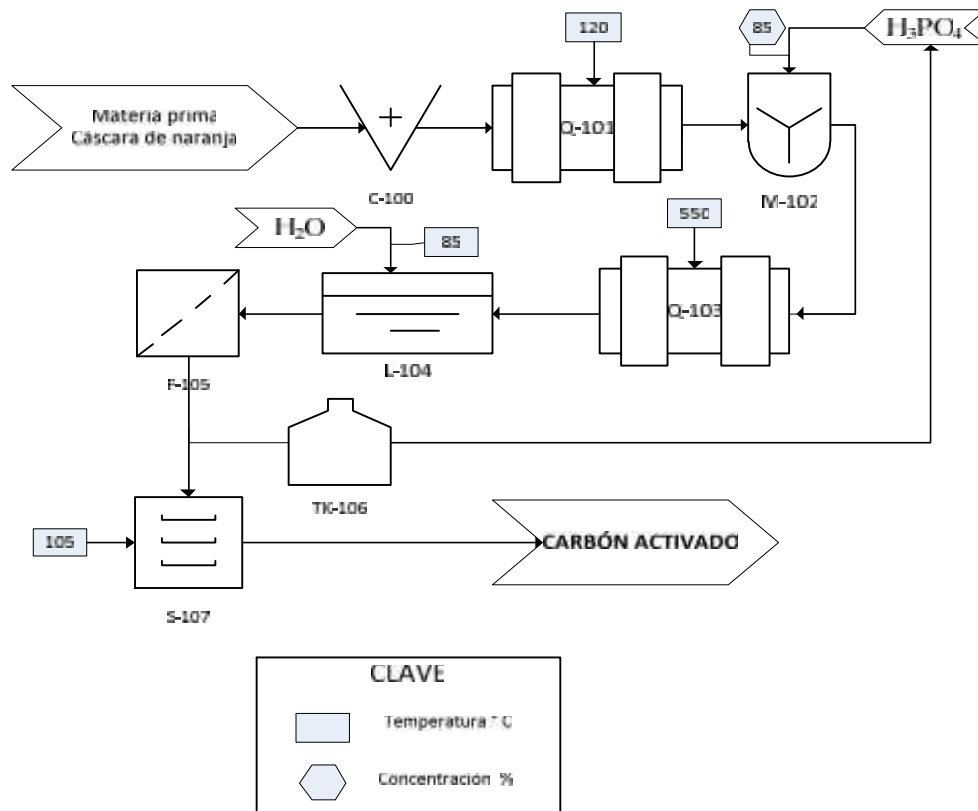 120
85
H₃PO₄
Materia prima
Cáscara de naranja
Q-101
C-100
M-102
H₂O
85
550
Q-103
L-104
F-105
TK-106
105
CARBÓN ACTIVADO
S-107
CLAVE
Temperatura °C
Concentración %